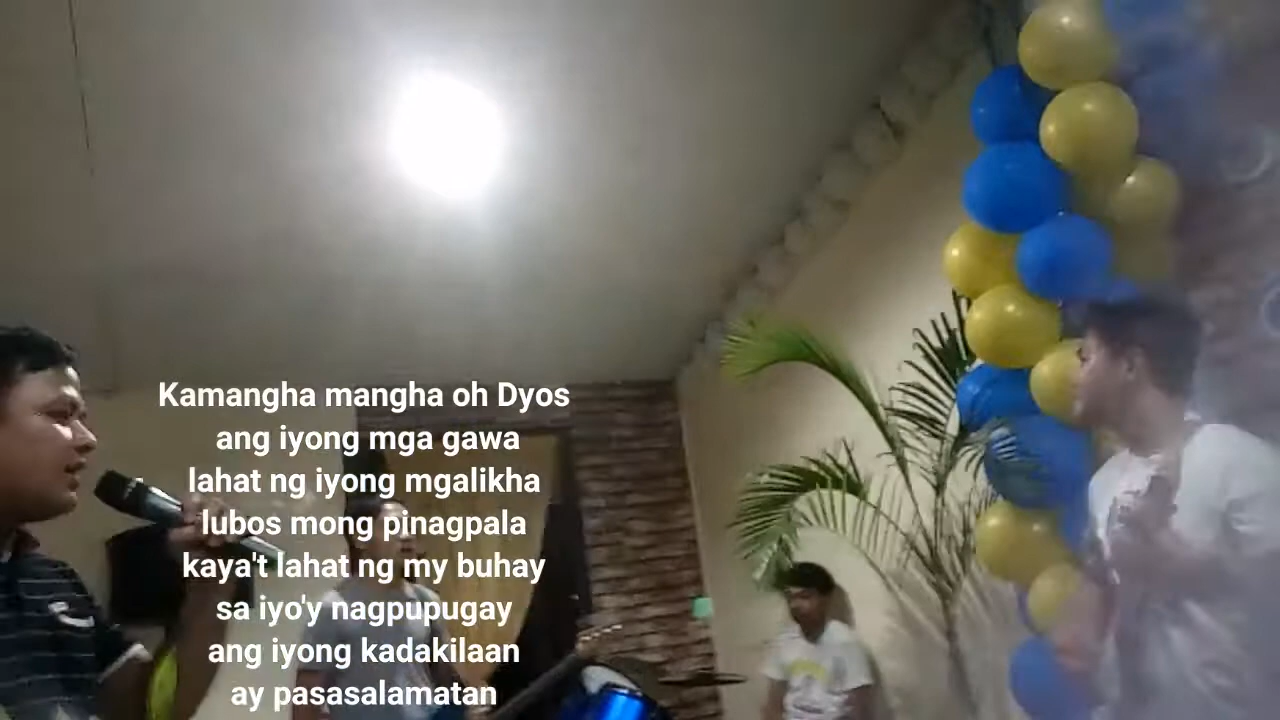 Kamangha mangha oh Dyos
ang iyong mga gawa
lahat ng iyong mgalikha
lubos mong pinagpala
kaya't lahat ng my buhay
sa iyo'y nagpupugay
ang iyong kadakilaan
ay pasasalamatan